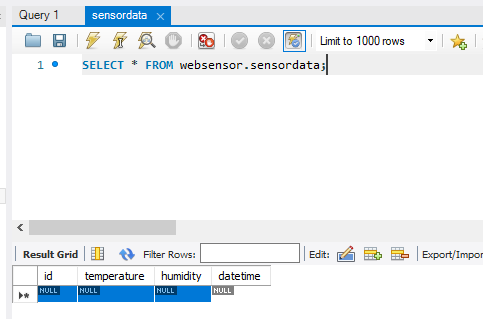 Query 1 sensordata
Limit to 1000 rows
1 SELECT * FROM websensor.sensordata;
Result Grid Filter Rows: Edit: Export/Impor
id temperature humidity datetime
NULL NULL NULL NULL